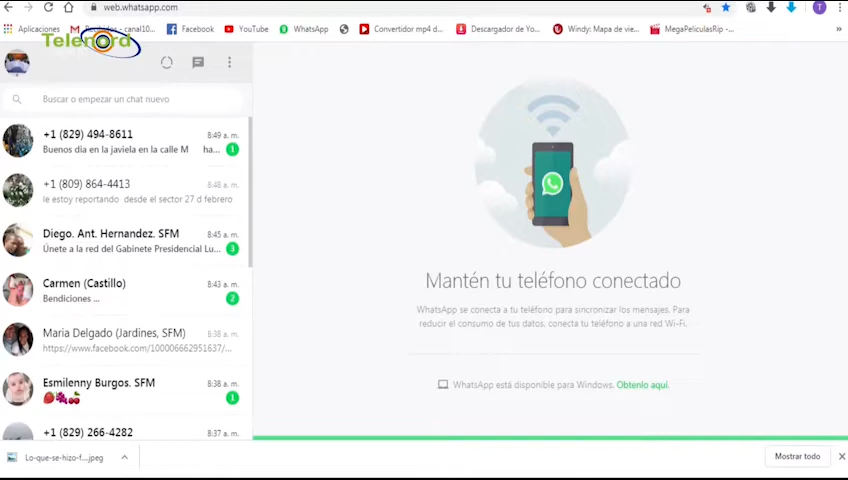 web.whatsapp.com
Aplicaciones
Recibidos - canal10...
Facebook
YouTube
WhatsApp
Convertidor mp4 d...
Descargador de Yo...
Windy: Mapa de vie...
MegaPeliculasRip -...
»
Telenord
T
Buscar o empezar un chat nuevo
+1 (829) 494-8611 8:49 a. m.
Buenos dia en la javiela en la calle M ha... 1
+1 (809) 864-4413 8:48 a. m.
le estoy reportando desde el sector 27 d febrero
Diego. Ant. Hernandez. SFM 8:45 a. m.
Únete a la red del Gabinete Presidencial Lu... 3
Carmen (Castillo) 8:43 a. m.
Bendiciones ... 2
Maria Delgado (Jardines, SFM) 8:38 a. m.
https://www.facebook.com/100006662951637/...
Esmilenny Burgos. SFM 8:38 a. m.
🍓🍇🍒 1
+1 (829) 266-4282 8:37 a. m.
Mantén tu teléfono conectado
WhatsApp se conecta a tu teléfono para sincronizar los mensajes. Para
reducir el consumo de tus datos, conecta tu teléfono a una red Wi-Fi.
WhatsApp está disponible para Windows. Obtenlo aquí.
Lo-que-se-hizo-f....jpeg
Mostrar todo